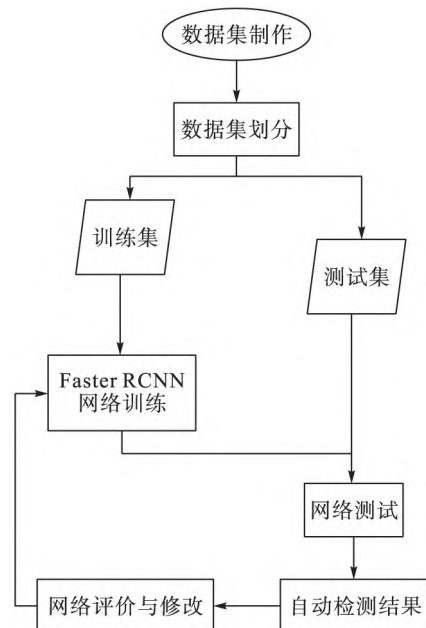 数据集制作
数据集划分
训练集
测试集
Faster RCNN
网络训练
网络测试
网络评价与修改
自动检测结果